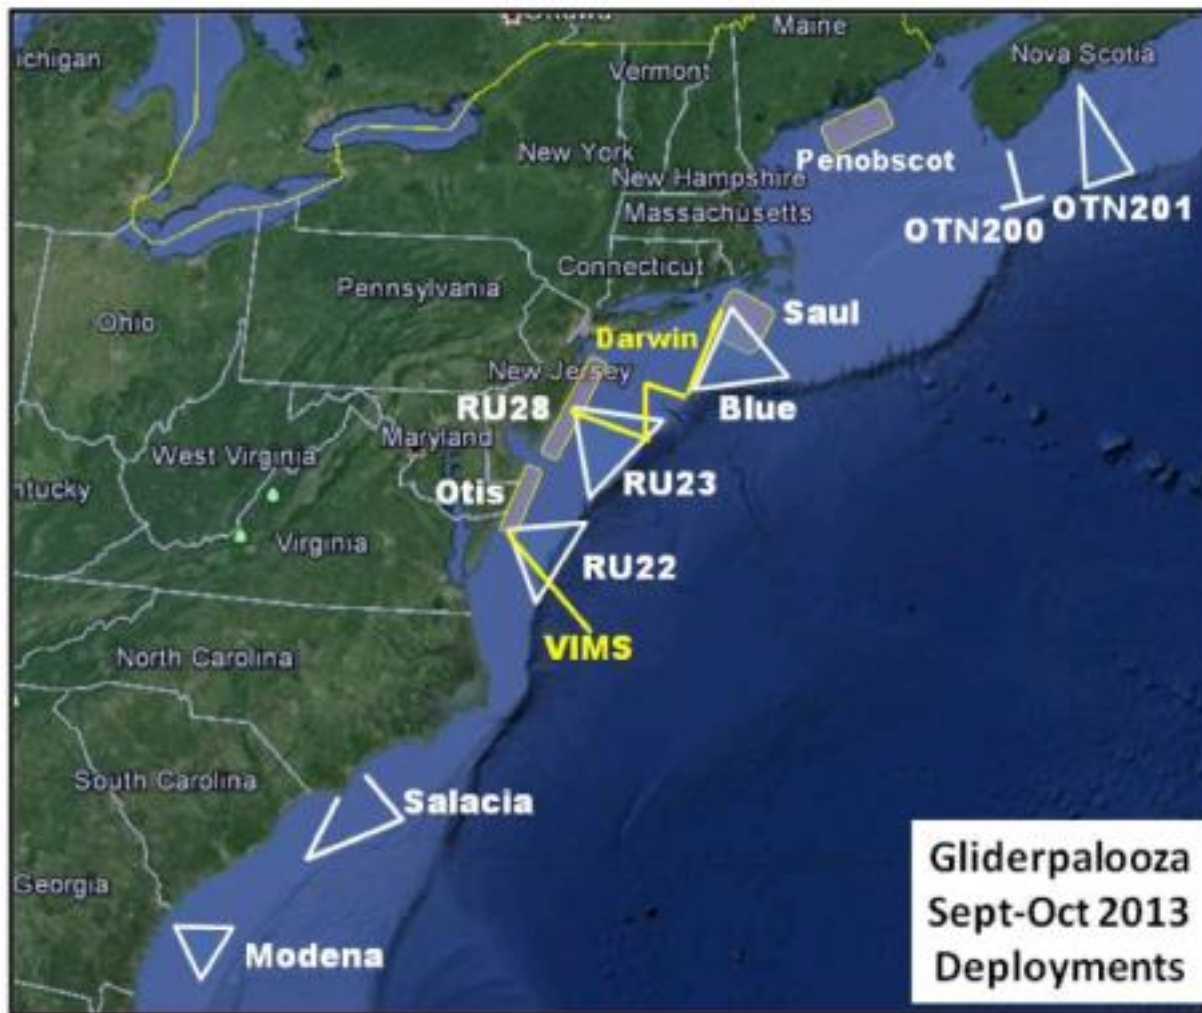 Ottawa
Maine
Nova Scotia
ichigan
Vermont
New York
Penobscot
New Hampshire
Massachusetts
OTN201
OTN200
Connecticut
Pennsylvania
Ohio
Saul
Darwin
New Jersey
RU28
Blue
Maryland
West Virginia
RU23
Otis
ntucky
Virginia
RU22
VIMS
North Carolina
South Carolina
Salacia
Georgia
Modena
Gliderpalooza
Sept-Oct 2013
Deployments